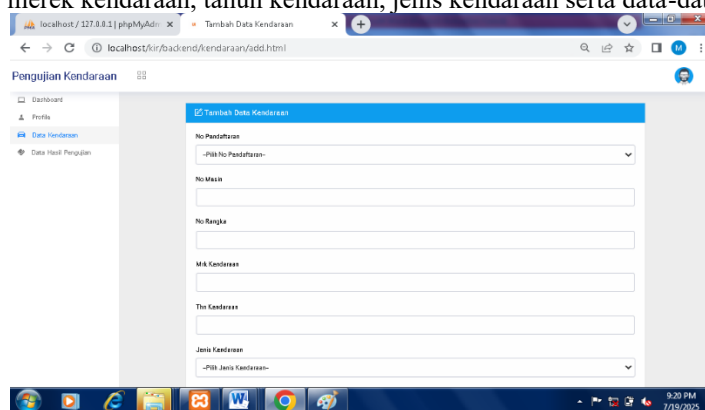 merek kendaraan, tahun kendaraan, jenis kendaraan serta data-dat
localhost / 127.0.0.1 | phpMyAdm
Tambah Data Kendaraan
localhost/kir/backend/kendaraan/add.html
M
Pengujian Kendaraan
Dashboard
Profile
Data Kendaraan
Data Hasil Pengujian
Tambah Data Kendaraan
No Pendaftaran
--Pilih No Pendaftaran--
No Mesin
No Rangka
Mrk Kendaraan
Thn Kendaraan
Jenis Kendaraan
--Pilih Jenis Kendaraan--
9:20 PM
7/19/2025